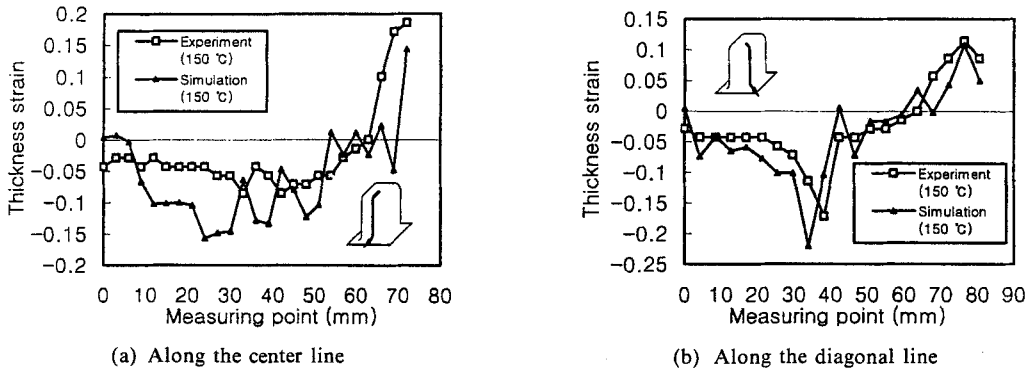 Thickness strain
0.2
0.15
0.1
0.05
0
-0.05
-0.1
-0.15
-0.2
Experiment
(150 ℃)
Simulation
(150 ℃)
0 10 20 30 40 50 60 70 80
Measuring point (mm)
(a) Along the center line
Thickness strain
0.15
0.1
0.05
0
-0.05
-0.1
-0.15
-0.2
-0.25
Experiment
(150 ℃)
Simulation
(150 ℃)
0 10 20 30 40 50 60 70 80 90
Measuring point (mm)
(b) Along the diagonal line